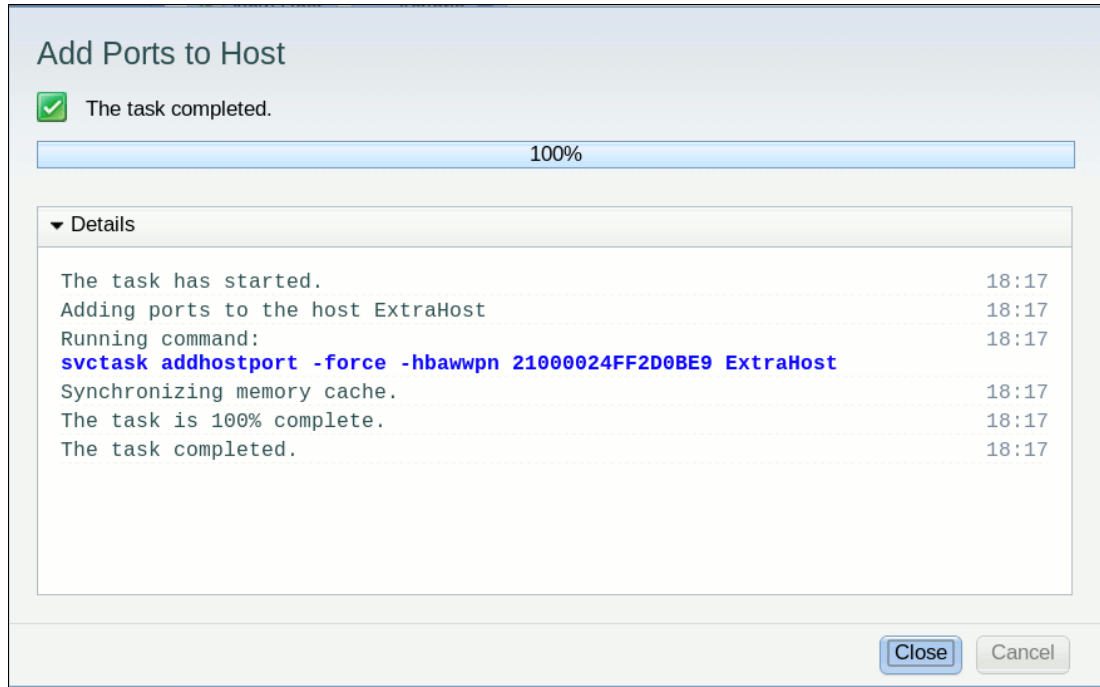 Add Ports to Host
The task completed.
100%
Details
The task has started. 18:17
Adding ports to the host ExtraHost 18:17
Running command: 18:17
svctask addhostport -force -hbawwpn 21000024FF2D0BE9 ExtraHost
Synchronizing memory cache. 18:17
The task is 100% complete. 18:17
The task completed. 18:17
Close Cancel